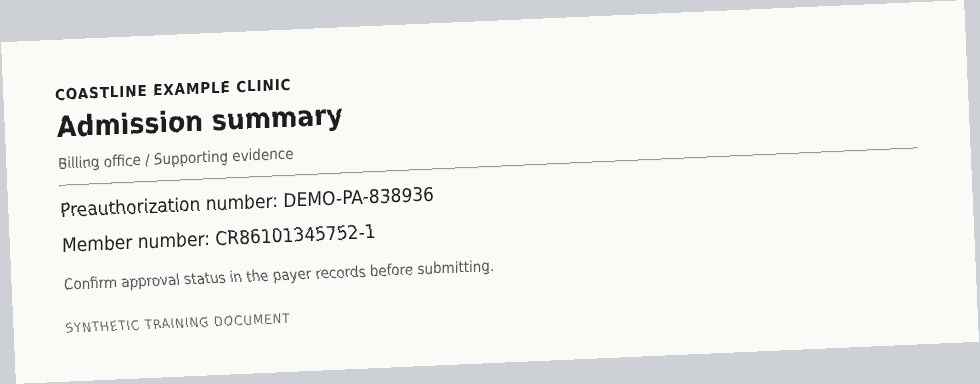 COASTLINE EXAMPLE CLINIC
Admission summary
Billing office / Supporting evidence
Preauthorization number: DEMO-PA-838936
Member number: CR86101345752-1
Confirm approval status in the payer records before submitting.
SYNTHETIC TRAINING DOCUMENT